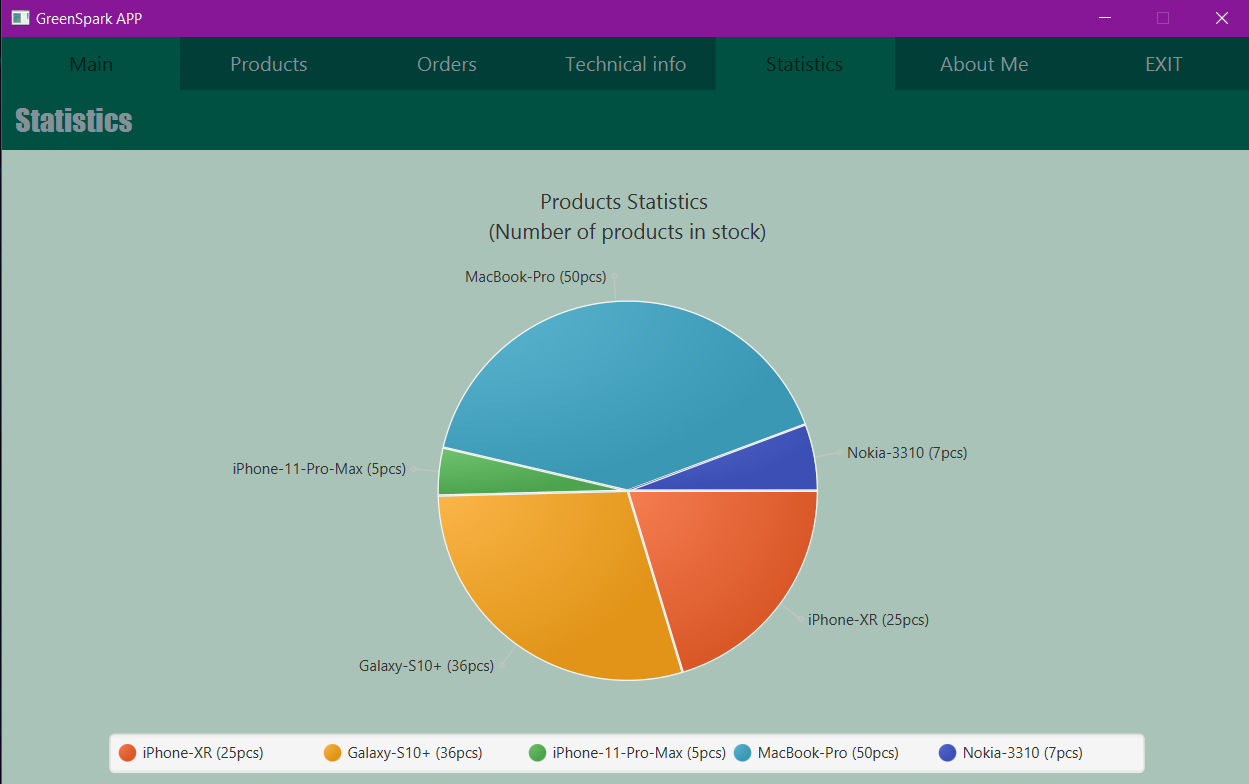 GreenSpark APP
Main Products Orders Technical info Statistics About Me EXIT
Statistics
Products Statistics
(Number of products in stock)
MacBook-Pro (50pcs)
Nokia-3310 (7pcs)
iPhone-11-Pro-Max (5pcs)
iPhone-XR (25pcs)
Galaxy-S10+ (36pcs)
iPhone-XR (25pcs) Galaxy-S10+ (36pcs) iPhone-11-Pro-Max (5pcs) MacBook-Pro (50pcs) Nokia-3310 (7pcs)